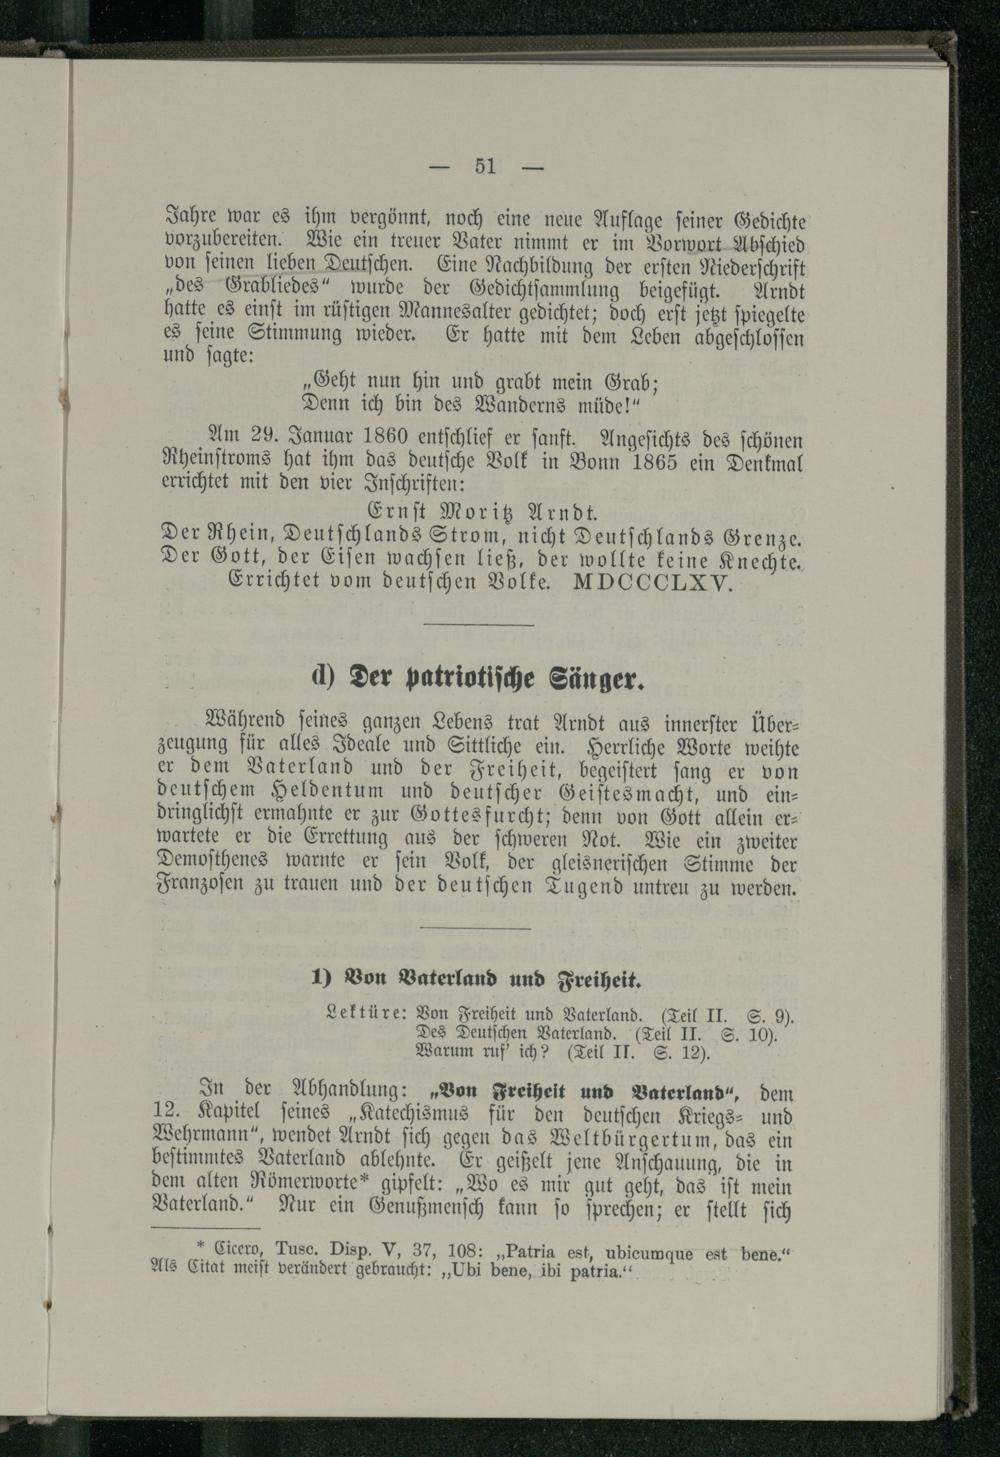 — 51 —
Jahre war es ihm vergönnt, noch eine neue Auflage seiner Gedichte
vorzubereiten. Wie ein treuer Vater nimmt er im Vorwort Abschied
von seinen lieben Deutschen. Eine Nachbildung der ersten Niederschrift
„des Grabliedes“ wurde der Gedichtsammlung beigefügt. Arndt
hatte es einst im rüstigen Mannesalter gedichtet; doch erst jetzt spiegelte
es seine Stimmung wieder. Er hatte mit dem Leben abgeschlossen
und sagte:
„Geht nun hin und grabt mein Grab;
Denn ich bin des Wanderns müde!“
Am 29. Januar 1860 entschlief er sanft. Angesichts des schönen
Rheinstroms hat ihm das deutsche Volk in Bonn 1865 ein Denkmal
errichtet mit den vier Inschriften:
Ernst Moritz Arndt.
Der Rhein, Deutschlands Strom, nicht Deutschlands Grenze.
Der Gott, der Eisen wachsen ließ, der wollte keine Knechte.
Errichtet vom deutschen Volke. MDCCCLXV.
d) Der patriotische Sänger.
Während seines ganzen Lebens trat Arndt aus innerster Über-
zeugung für alles Ideale und Sittliche ein. Herrliche Worte weihte
er dem Vaterland und der Freiheit, begeistert sang er von
deutschem Heldentum und deutscher Geistesmacht, und ein-
dringlichst ermahnte er zur Gottesfurcht; denn von Gott allein er-
wartete er die Errettung aus der schweren Not. Wie ein zweiter
Demosthenes warnte er sein Volk, der gleisnerischen Stimme der
Franzosen zu trauen und der deutschen Tugend untreu zu werden.
1) Von Vaterland und Freiheit.
Lektüre: Von Freiheit und Vaterland. (Teil II. S. 9).
Des Deutschen Vaterland. (Teil II. S. 10).
Warum ruf' ich? (Teil II. S. 12).
In der Abhandlung: „Von Freiheit und Vaterland“, dem
12. Kapitel seines „Katechismus für den deutschen Kriegs- und
Wehrmann“, wendet Arndt sich gegen das Weltbürgertum, das ein
bestimmtes Vaterland ablehnte. Er geißelt jene Anschauung, die in
dem alten Römerworte* gipfelt: „Wo es mir gut geht, das ist mein
Vaterland.“ Nur ein Genußmensch kann so sprechen; er stellt sich
* Cicero, Tusc. Disp. V, 37, 108: „Patria est, ubicumque est bene.“
Als Citat meist verändert gebraucht: „Ubi bene, ibi patria.“